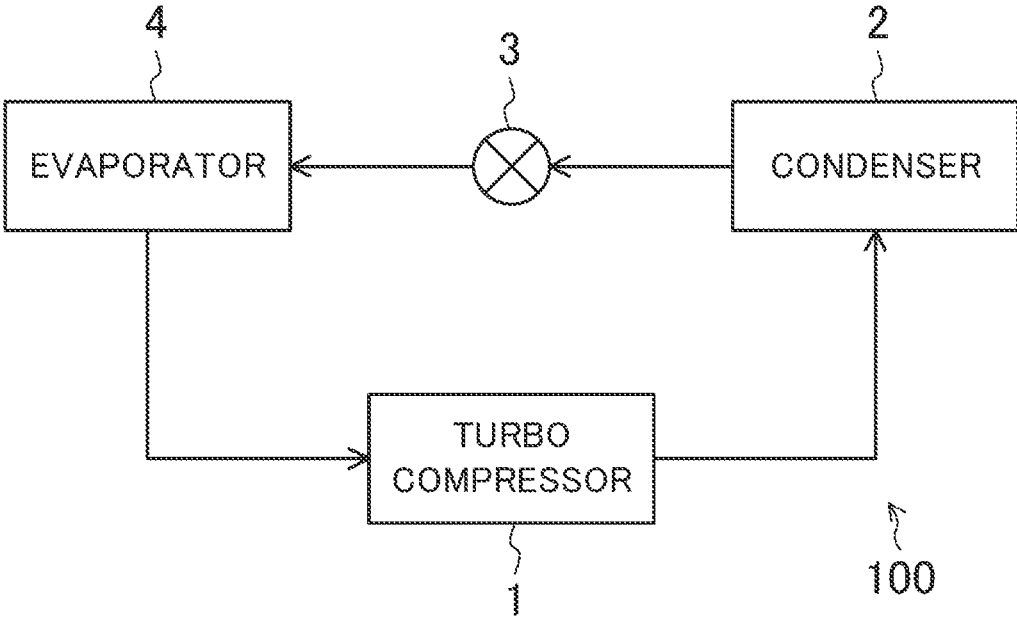 4
3
2
EVAPORATOR
CONDENSER
TURBO
COMPRESSOR
1
100